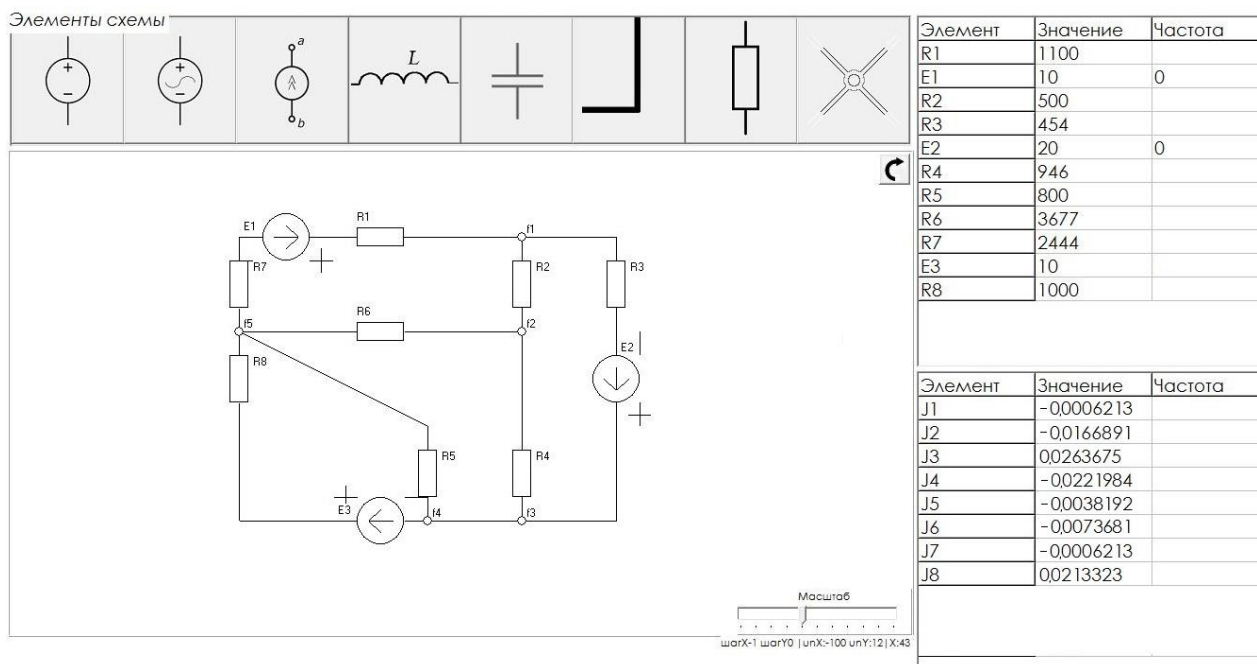 Элементы схемы
a
L
b
E1
R1
f1
R7
R2
R3
R6
f5
f2
R8
E2
R5
R4
E3
f4
f3
Масштаб
шагX-1 шагY0 |unX:-100 unY:12|X:43
Элемент Значение Частота
R1 1100
E1 10 0
R2 500
R3 454
E2 20 0
R4 946
R5 800
R6 3677
R7 2444
E3 10
R8 1000
Элемент Значение Частота
J1 -0,0006213
J2 -0,0166891
J3 0,0263675
J4 -0,0221984
J5 -0,0038192
J6 -0,0073681
J7 -0,0006213
J8 0,0213323